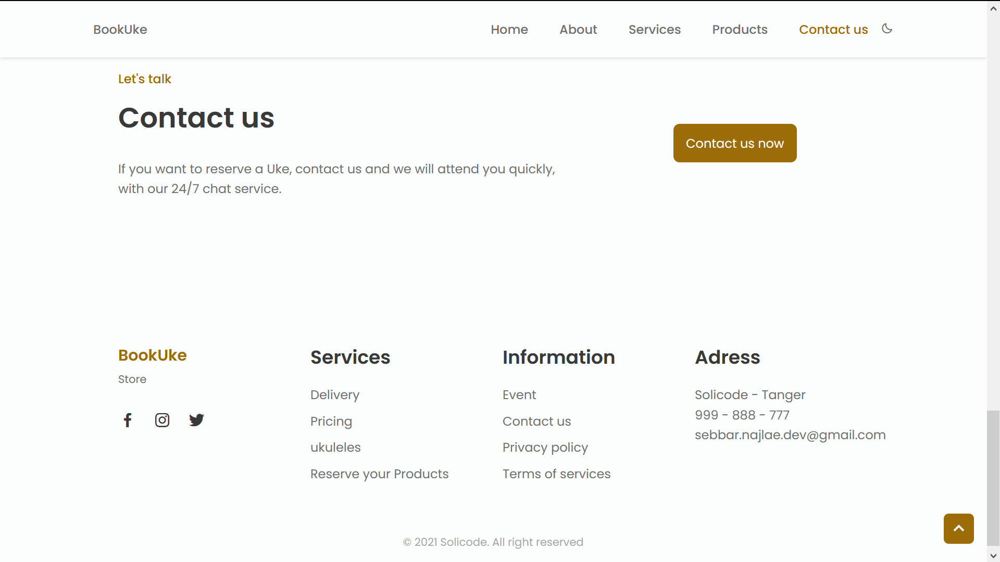 BookUke
Home
About
Services
Products
Contact us
Let's talk
Contact us
If you want to reserve a Uke, contact us and we will attend you quickly,
with our 24/7 chat service.
Contact us now
BookUke
Store
Services
Delivery
Pricing
ukuleles
Reserve your Products
Information
Event
Contact us
Privacy policy
Terms of services
Adress
Solicode - Tanger
999 - 888 - 777
sebbar.najlae.dev@gmail.com
© 2021 Solicode. All right reserved